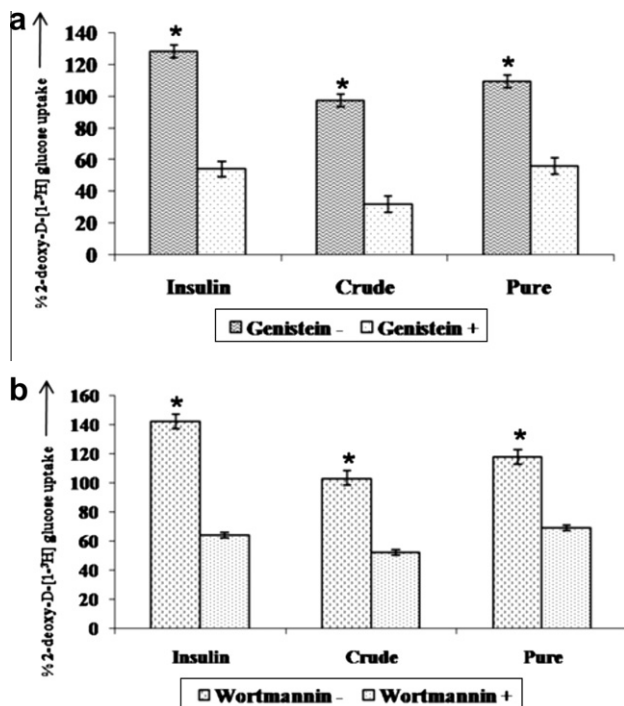 a
% 2-deoxy-D-[1-³H] glucose uptake
140
120
100
80
60
40
20
0
*
*
*
Insulin Crude Pure
Genistein - Genistein +
b
% 2-deoxy-D-[1-³H] glucose uptake
160
140
120
100
80
60
40
20
0
*
*
*
Insulin Crude Pure
Wortmannin - Wortmannin +